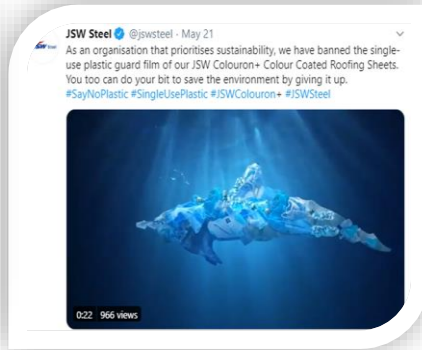 JSW Steel @jswsteel · May 21
As an organisation that prioritises sustainability, we have banned the single-
use plastic guard film of our JSW Colouron+ Colour Coated Roofing Sheets.
You too can do your bit to save the environment by giving it up.
#SayNoPlastic #SingleUsePlastic #JSWColouron+ #JSWSteel
0:22 966 views